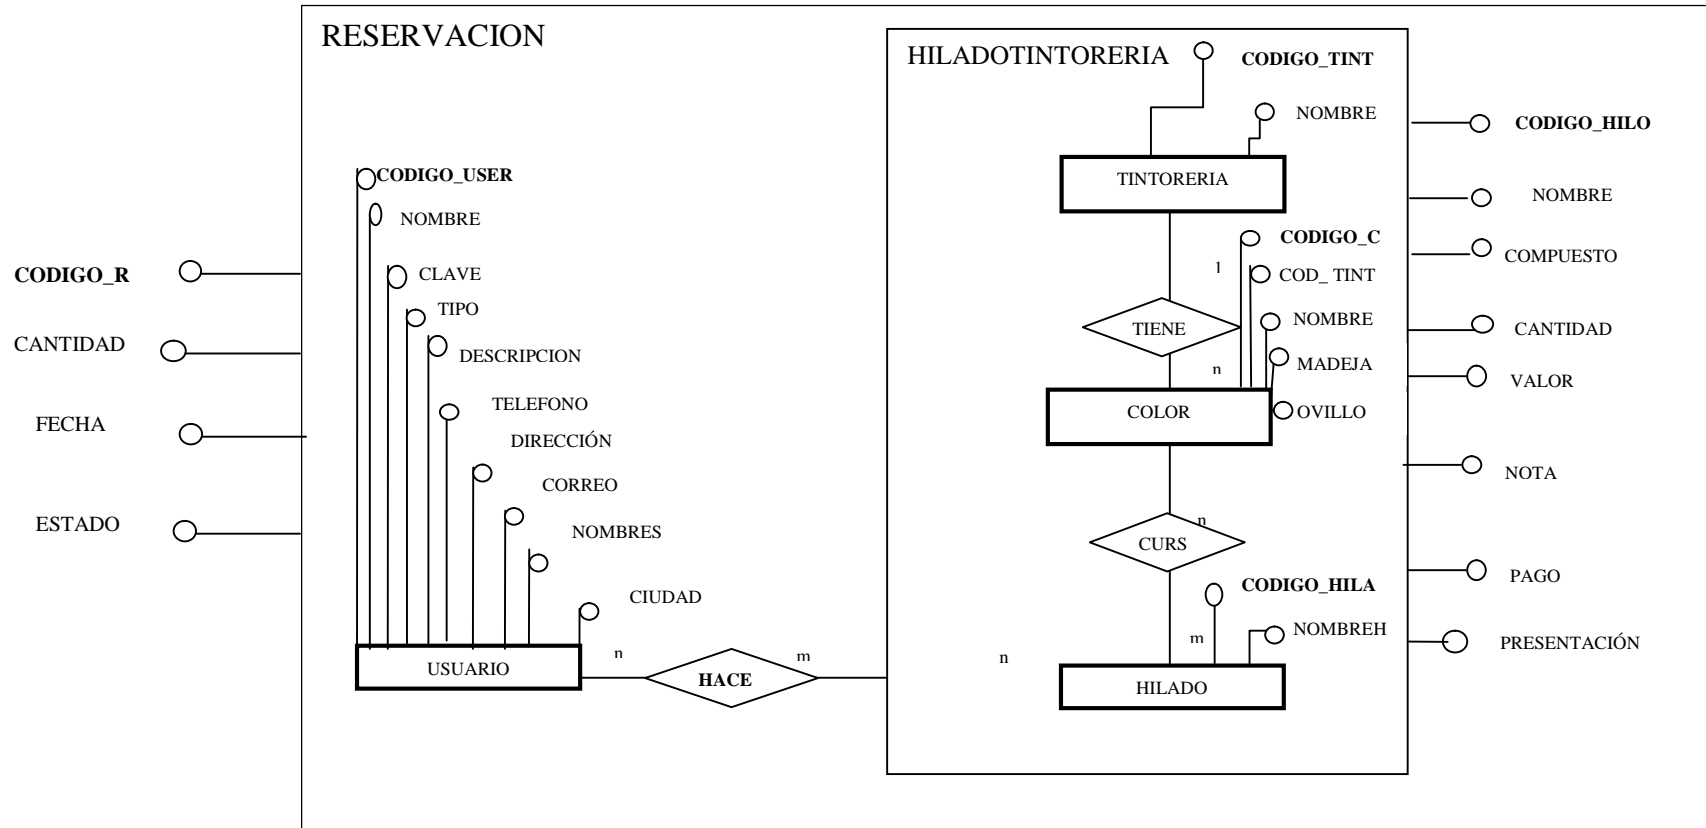 RESERVACION
HILADOTINTORERIA
CODIGO_TINT
NOMBRE
TINTORERIA
CODIGO_HILO
NOMBRE
COMPUESTO
CANTIDAD
VALOR
NOTA
PAGO
PRESENTACIÓN
CODIGO_R
CANTIDAD
FECHA
ESTADO
CODIGO_USER
NOMBRE
CLAVE
TIPO
DESCRIPCION
TELEFONO
DIRECCIÓN
CORREO
NOMBRES
CIUDAD
USUARIO
n
HACE
m
n
CODIGO_C
COD_ TINT
NOMBRE
MADEJA
OVILLO
l
TIENE
n
COLOR
n
CURS
CODIGO_HILA
NOMBREH
m
HILADO